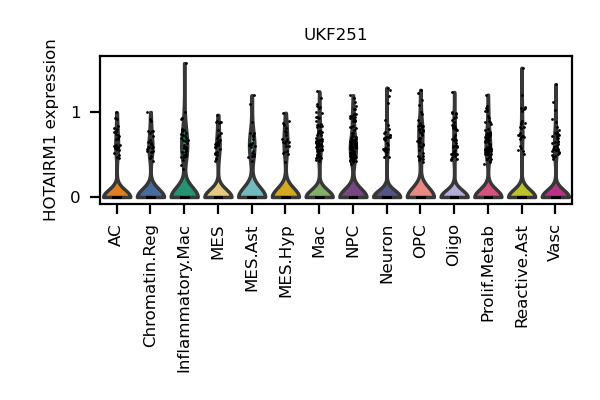 UKF251
HOTAIRM1 expression
1
0
AC
Chromatin.Reg
Inflammatory.Mac
MES
MES.Ast
MES.Hyp
Mac
NPC
Neuron
OPC
Oligo
Prolif.Metab
Reactive.Ast
Vasc